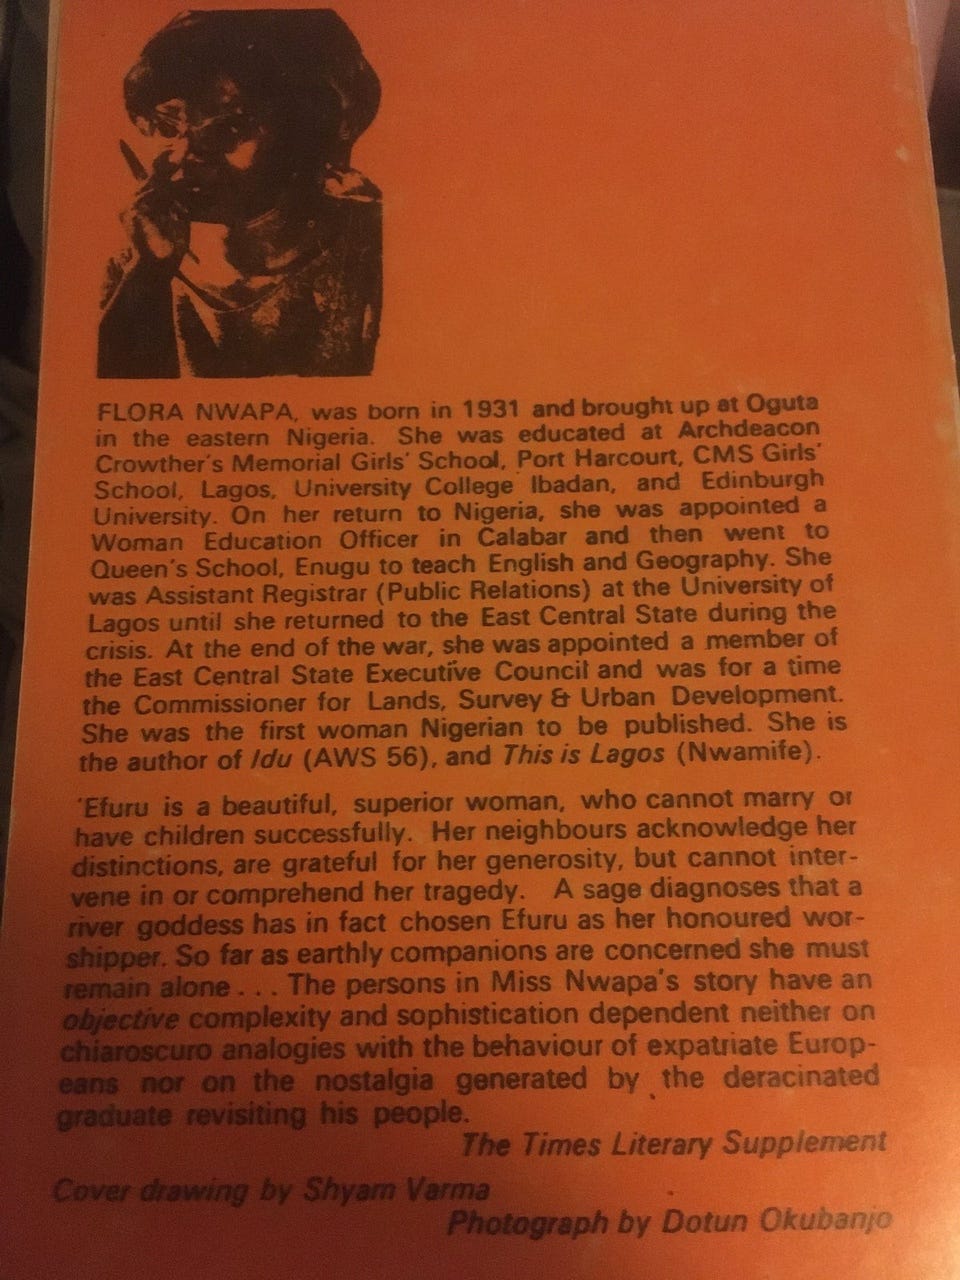 FLORA NWAPA, was born in 1931 and brought up at Oguta
in the eastern Nigeria. She was educated at Archdeacon
Crowther's Memorial Girls' School, Port Harcourt, CMS Girls'
School, Lagos, University College Ibadan, and Edinburgh
University. On her return to Nigeria, she was appointed a
Woman Education Officer in Calabar and then went to
Queen's School, Enugu to teach English and Geography. She
was Assistant Registrar (Public Relations) at the University of
Lagos until she returned to the East Central State during the
crisis. At the end of the war, she was appointed a member of
the East Central State Executive Council and was for a time
the Commissioner for Lands, Survey & Urban Development.
She was the first woman Nigerian to be published. She is
the author of Idu (AWS 56), and This is Lagos (Nwamife).
'Efuru is a beautiful, superior woman, who cannot marry or
have children successfully. Her neighbours acknowledge her
distinctions, are grateful for her generosity, but cannot inter-
vene in or comprehend her tragedy. A sage diagnoses that a
river goddess has in fact chosen Efuru as her honoured wor-
shipper. So far as earthly companions are concerned she must
remain alone . . . The persons in Miss Nwapa's story have an
objective complexity and sophistication dependent neither on
chiaroscuro analogies with the behaviour of expatriate Europ-
eans nor on the nostalgia generated by the deracinated
graduate revisiting his people.
The Times Literary Supplement
Cover drawing by Shyam Varma
Photograph by Dotun Okubanjo